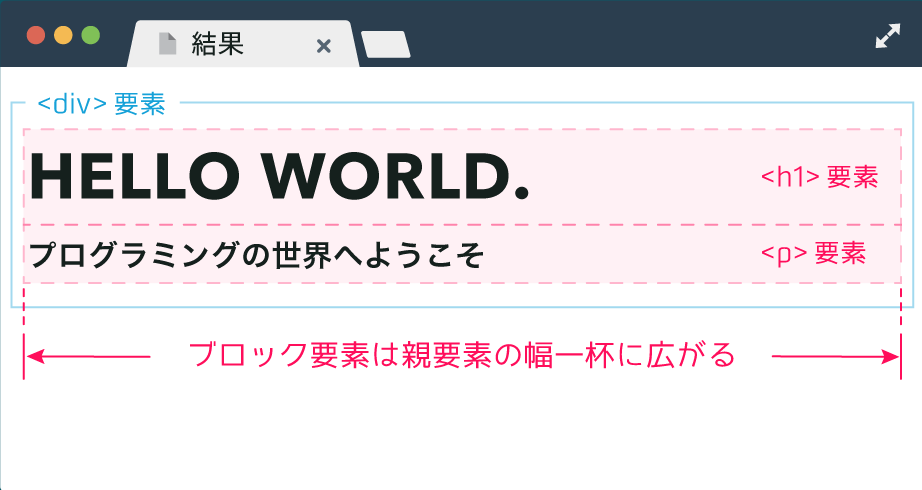 結果
<div> 要素
HELLO WORLD.
<h1> 要素
プログラミングの世界へようこそ
<p> 要素
ブロック要素は親要素の幅一杯に広がる